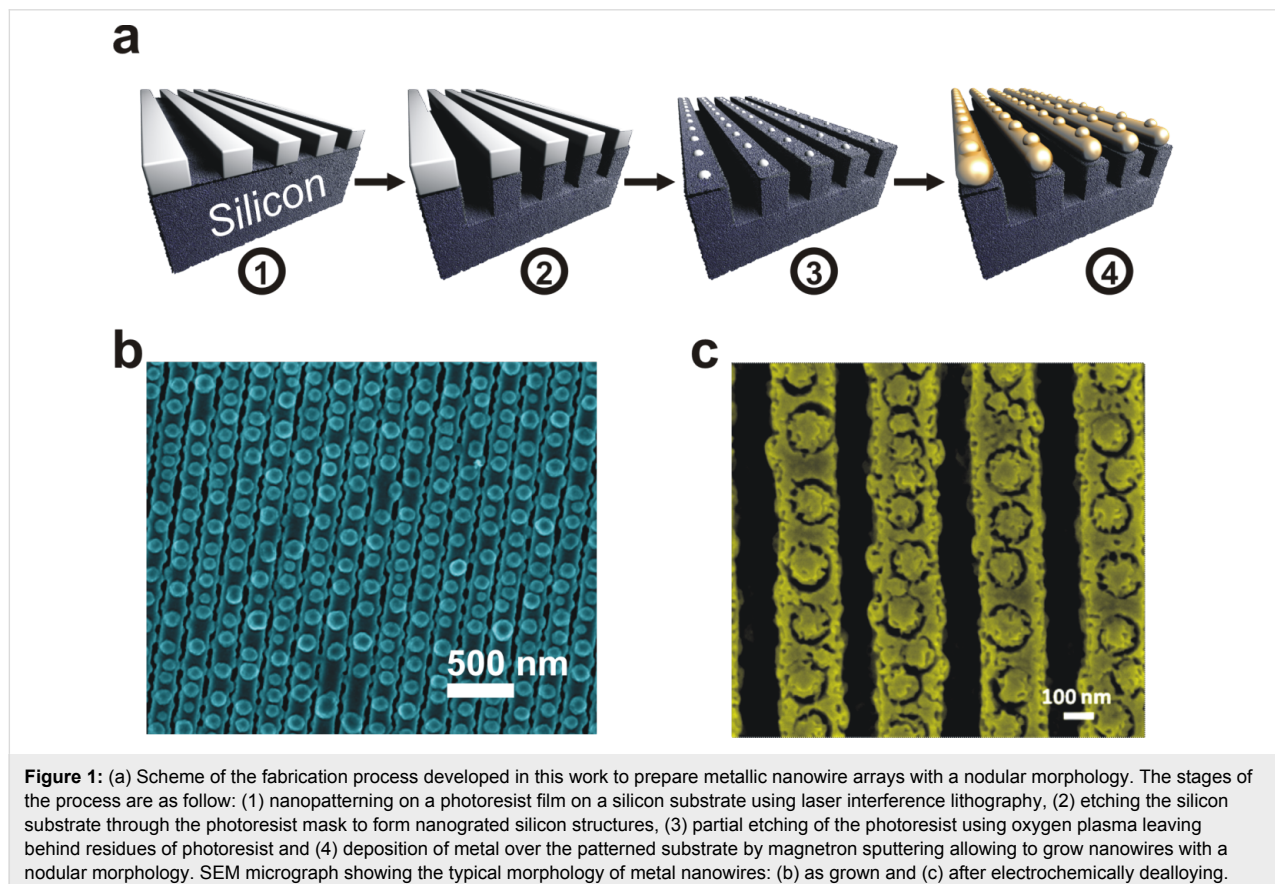 a
Silicon
1
2
3
4
b
500 nm
c
100 nm
Figure 1: (a) Scheme of the fabrication process developed in this work to prepare metallic nanowire arrays with a nodular morphology. The stages of
the process are as follow: (1) nanopatterning on a photoresist film on a silicon substrate using laser interference lithography, (2) etching the silicon
substrate through the photoresist mask to form nanograted silicon structures, (3) partial etching of the photoresist using oxygen plasma leaving
behind residues of photoresist and (4) deposition of metal over the patterned substrate by magnetron sputtering allowing to grow nanowires with a
nodular morphology. SEM micrograph showing the typical morphology of metal nanowires: (b) as grown and (c) after electrochemically dealloying.